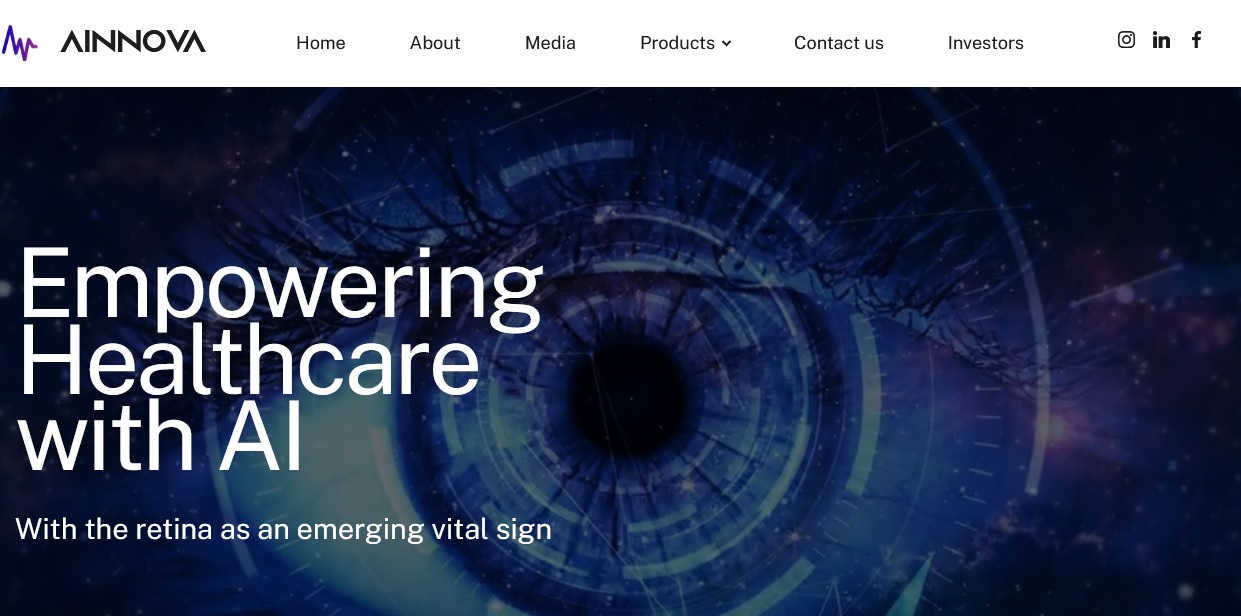 AINNOVA
Home
About
Media
Products
Contact us
Investors
Empowering
Healthcare
with AI
With the retina as an emerging vital sign